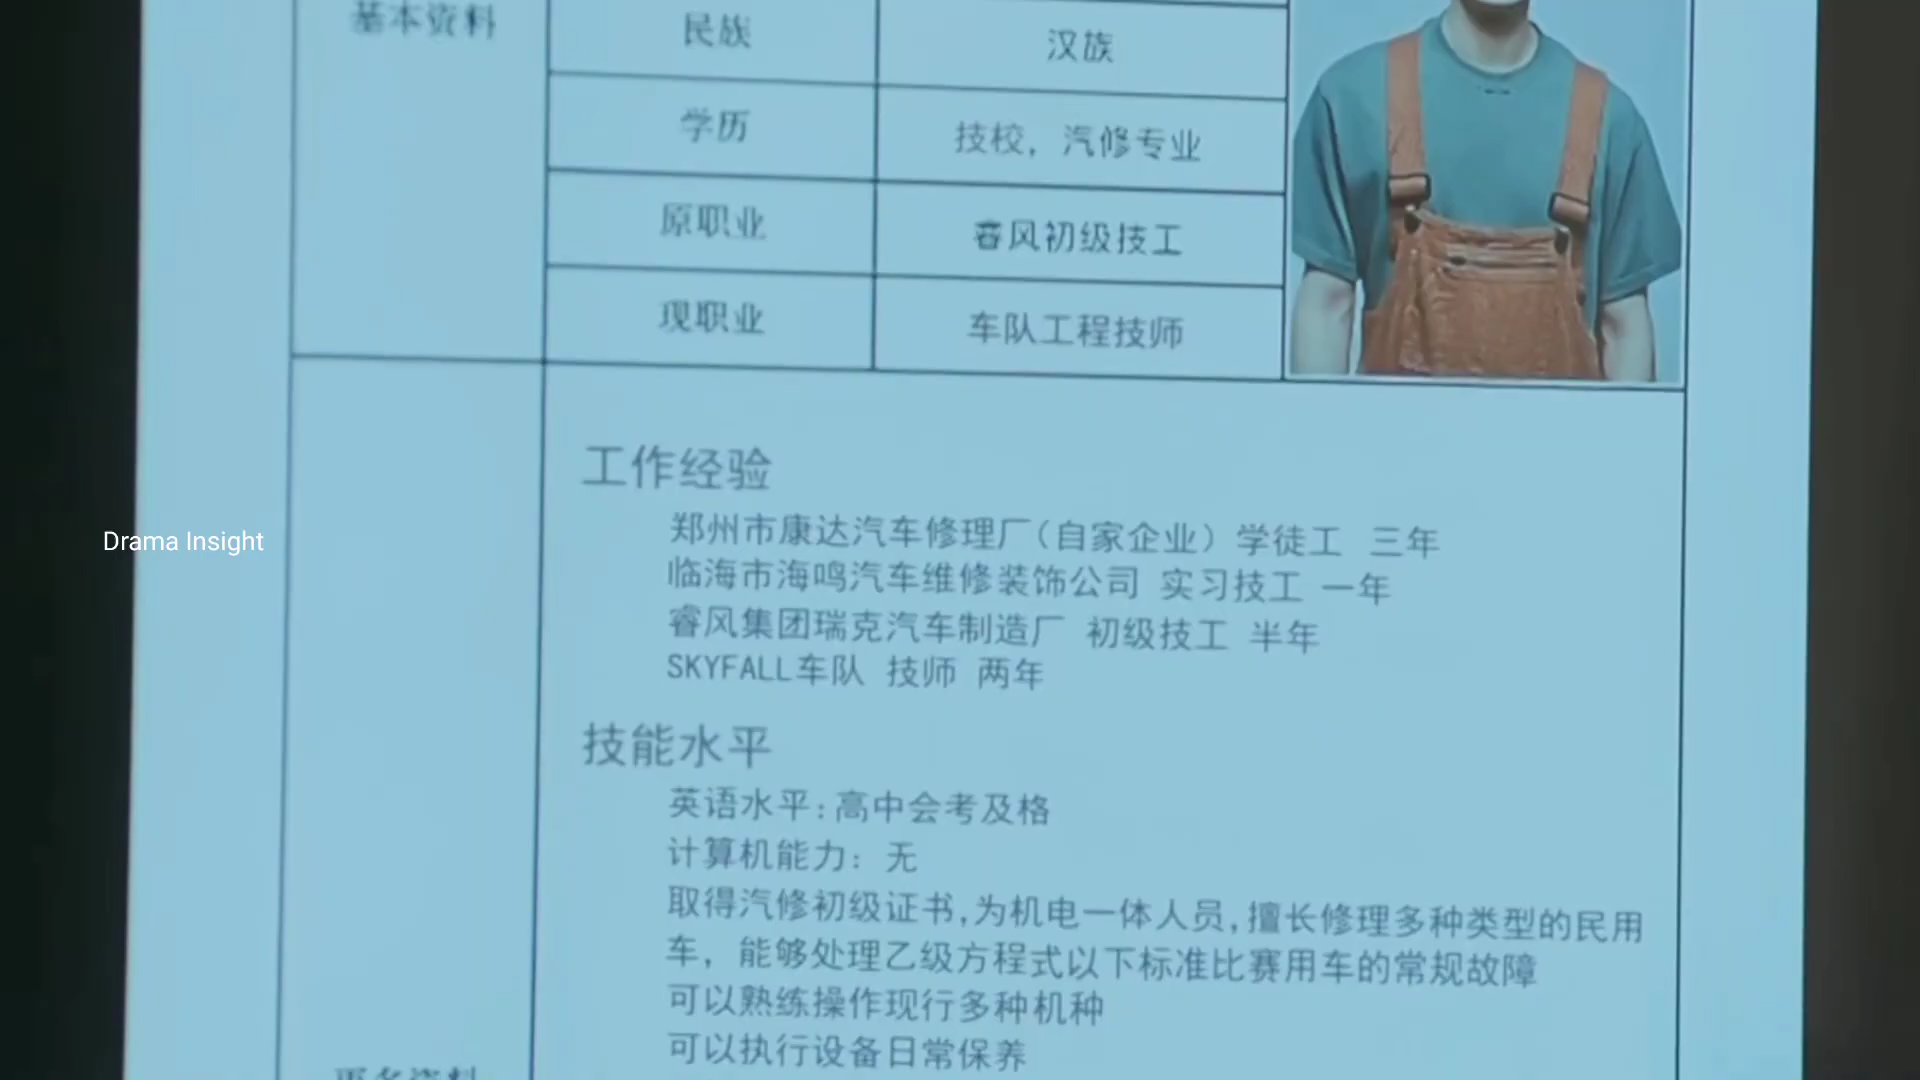 基本资料
民族
汉族
学历
技校，汽修专业
原职业
睿风初级技工
现职业
车队工程技师
工作经验
郑州市康达汽车修理厂（自家企业）学徒工 三年
临海市海鸣汽车维修装饰公司 实习技工 一年
睿风集团瑞克汽车制造厂 初级技工 半年
SKYFALL车队 技师 两年
Drama Insight
技能水平
英语水平：高中会考及格
计算机能力：无
取得汽修初级证书，为机电一体人员，擅长修理多种类型的民用
车，能够处理乙级方程式以下标准比赛用车的常规故障
可以熟练操作现行多种机种
可以执行设备日常保养
更多资料